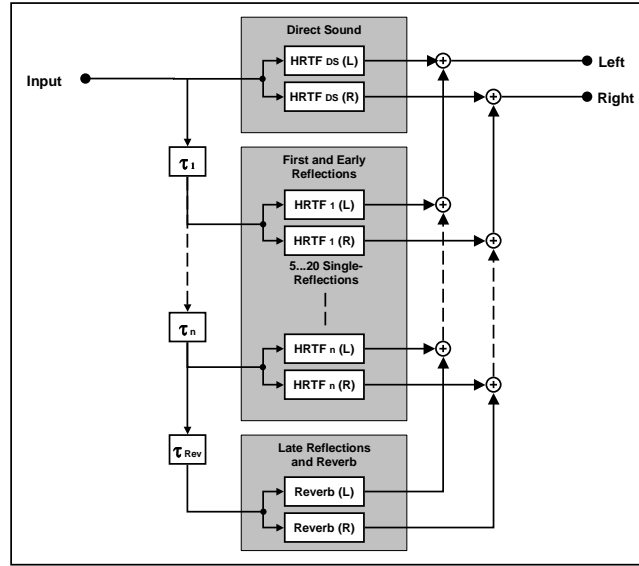 Direct Sound
Input
HRTF DS (L)
HRTF DS (R)
Left
Right
τ1
First and Early
Reflections
HRTF 1 (L)
HRTF 1 (R)
5...20 Single-
Reflections
τn
HRTF n (L)
HRTF n (R)
τRev
Late Reflections
and Reverb
Reverb (L)
Reverb (R)